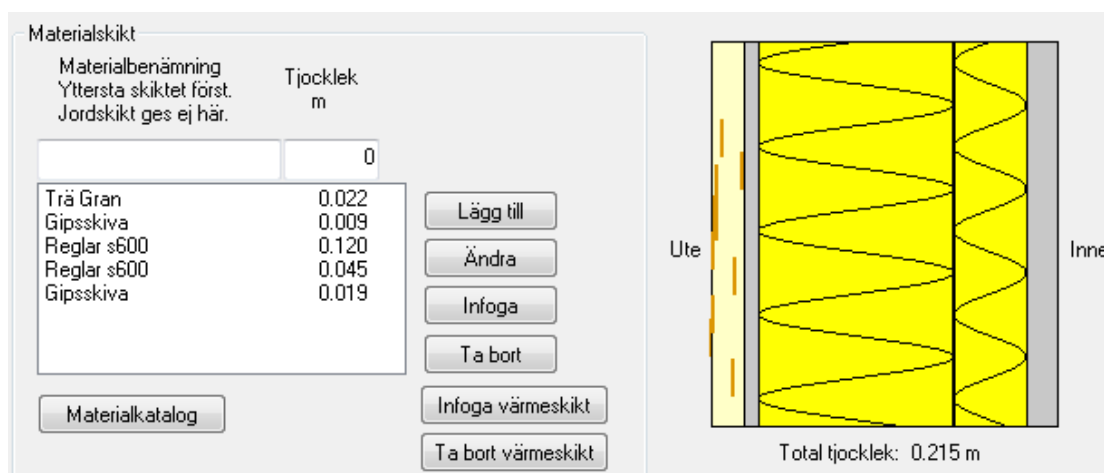 Materialskikt
Materialbenämning
Yttersta skiktet först.
Jordskikt ges ej här.
Tjocklek
m
0
Trä Gran 0.022
Gipsskiva 0.009
Reglar s600 0.120
Reglar s600 0.045
Gipsskiva 0.019
Lägg till
Ändra
Infoga
Ta bort
Materialkatalog
Infoga värmeskikt
Ta bort värmeskikt
Ute
Inne
Total tjocklek: 0.215 m